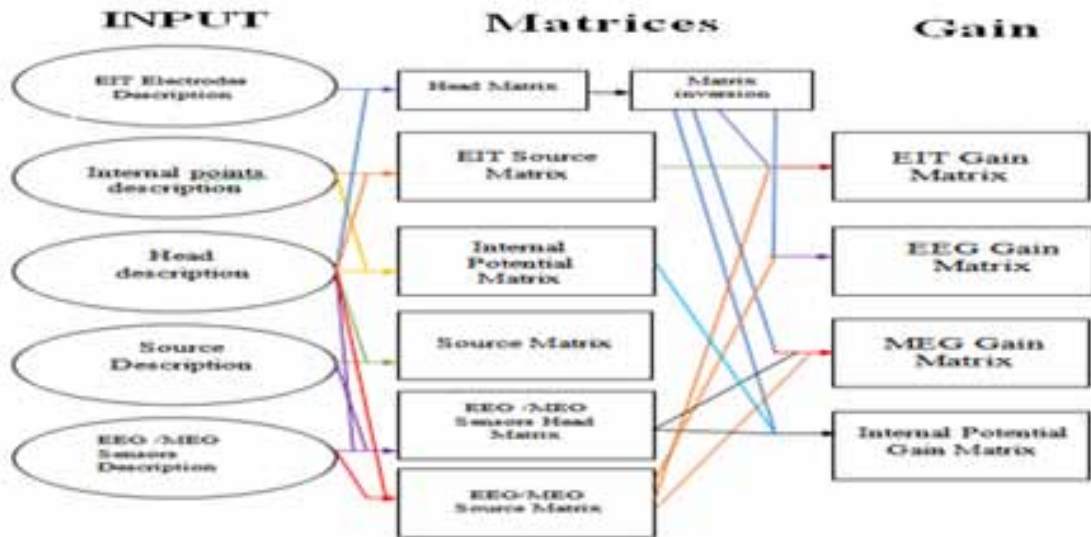 INPUT
Matrices
Gain
EIT Electrodes
Description
Internal points
description
Head
description
Source
Description
EEG /MEG
Sensors
Description
Head Matrix
Matrix
inversion
EIT Source
Matrix
Internal
Potential
Matrix
Source Matrix
EEG /MEG
Sensors Head
Matrix
EEG/MEG
Source Matrix
EIT Gain
Matrix
EEG Gain
Matrix
MEG Gain
Matrix
Internal Potential
Gain Matrix